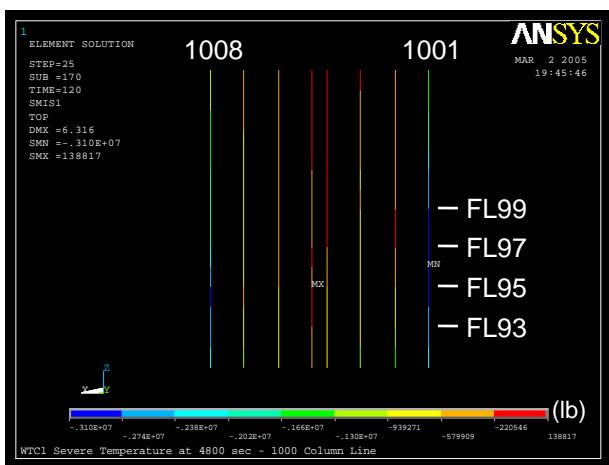 1
ELEMENT SOLUTION
STEP=25
SUB =170
TIME=120
SMIS1
TOP
DMX =6.316
SMN =-.310E+07
SMX =138817
1008
1001
ANSYS
MAR 2 2005
19:45:46
FL99
FL97
MN
FL95
MX
FL93
Z
X
Y
(lb)
-.310E+07 -.238E+07 -.166E+07 -939271 -220546
-.274E+07 -.202E+07 -.130E+07 -579909 138817
WTC1 Severe Temperature at 4800 sec - 1000 Column Line